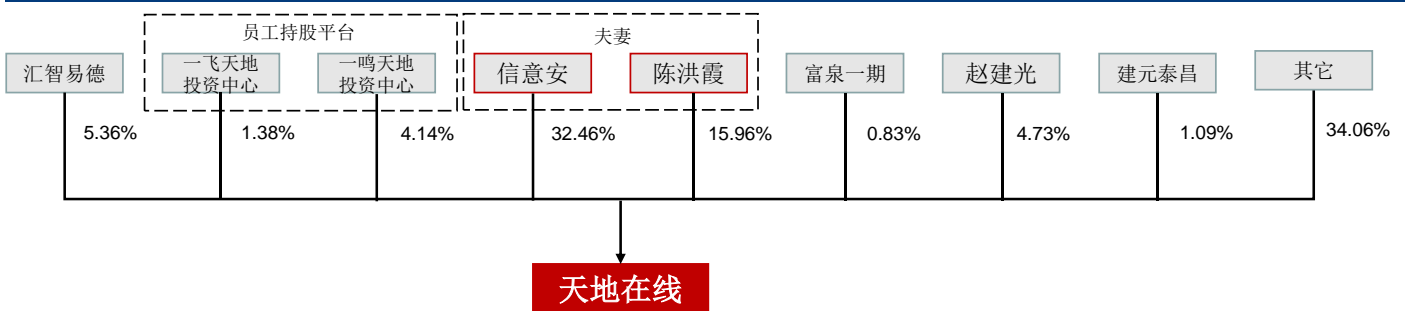 员工持股平台
夫妻
汇智易德
一飞天地
投资中心
一鸣天地
投资中心
信意安
陈洪霞
富泉一期
赵建光
建元泰昌
其它
5.36%
1.38%
4.14%
32.46%
15.96%
0.83%
4.73%
1.09%
34.06%
天地在线